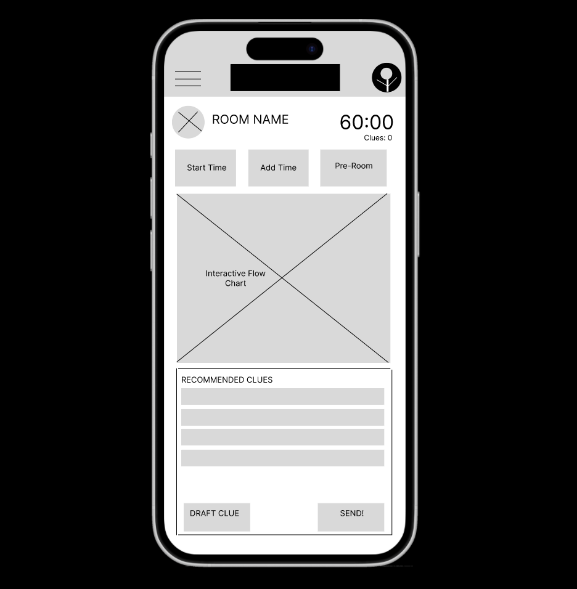 ROOM NAME
60:00
Clues: 0
Start Time
Add Time
Pre-Room
Interactive Flow
Chart
RECOMMENDED CLUES
DRAFT CLUE
SEND!